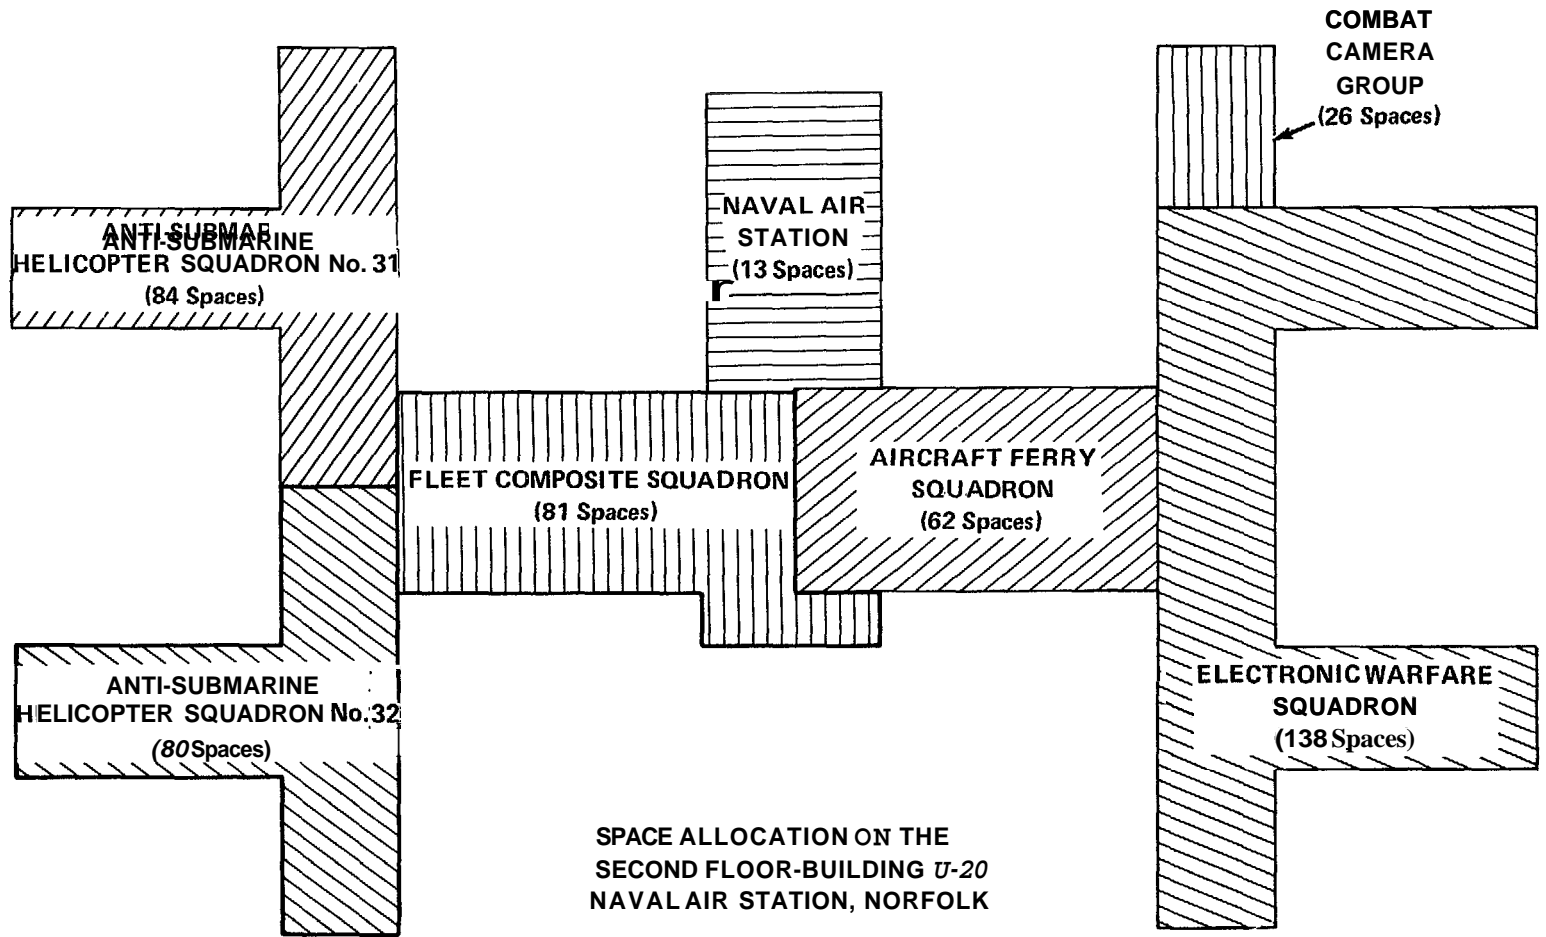 COMBAT
CAMERA
GROUP
(26 Spaces)
NAVAL AIR
STATION
(13 Spaces)
r
ANTI-SUBMAR
ANTI-SUBMARINE
HELICOPTER SQUADRON No. 31
(84 Spaces)
FLEET COMPOSITE SQUADRON
(81 Spaces)
AIRCRAFT FERRY
SQUADRON
(62 Spaces)
ANTI-SUBMARINE
HELICOPTER SQUADRON No. 32
(80 Spaces)
ELECTRONIC WARFARE
SQUADRON
(138 Spaces)
SPACE ALLOCATION ON THE
SECOND FLOOR-BUILDING U-20
NAVAL AIR STATION, NORFOLK